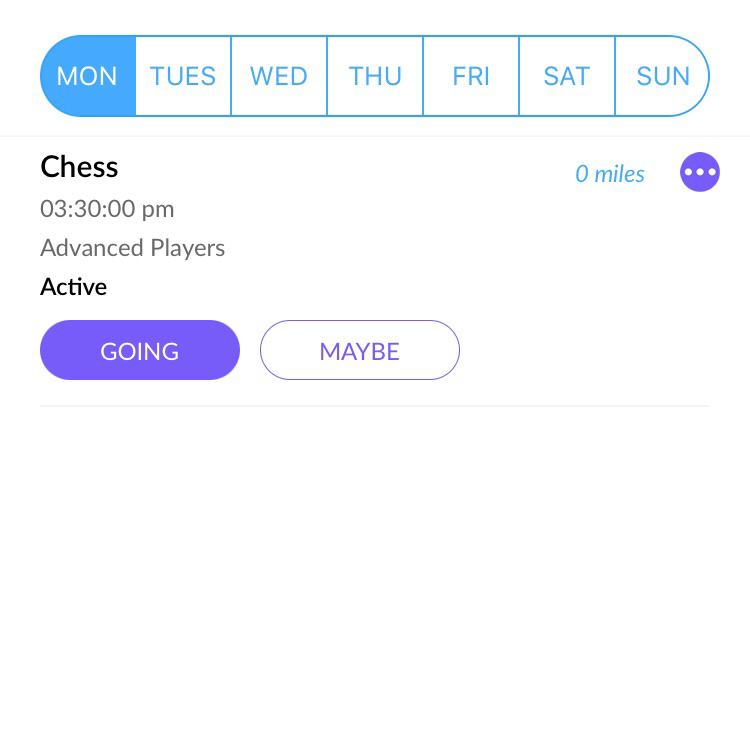 MON TUES WED THU FRI SAT SUN
Chess
0 miles
03:30:00 pm
Advanced Players
Active
GOING MAYBE